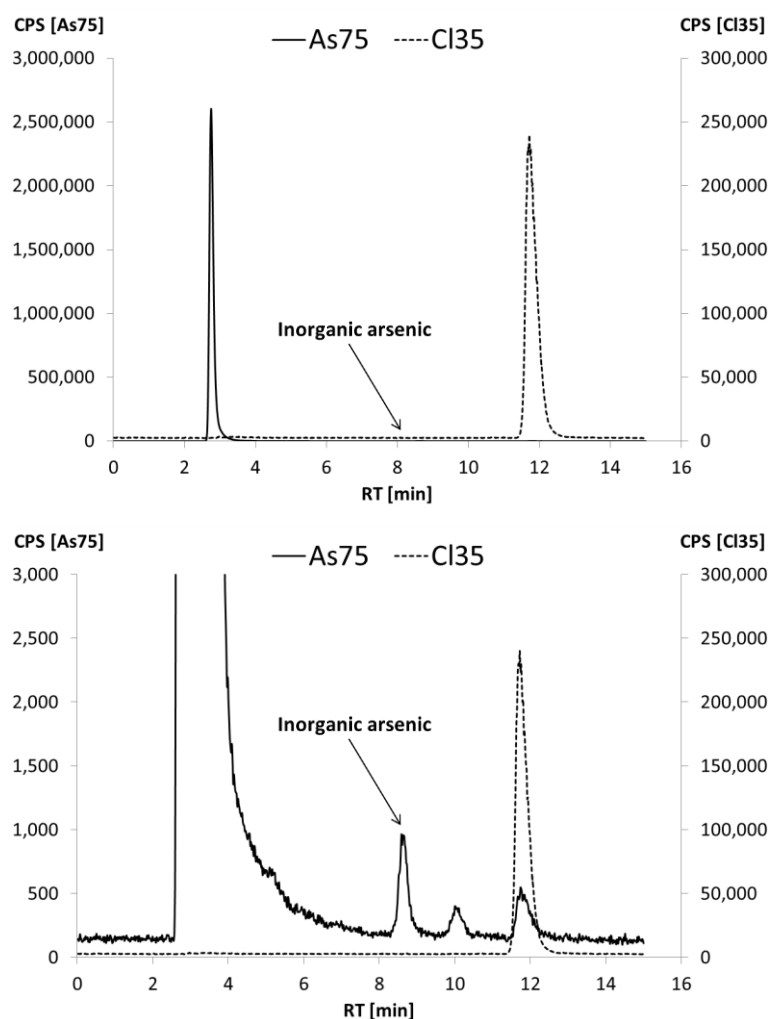 CPS [As75] CPS [Cl35]
As75 Cl35
3,000,000 300,000
2,500,000 250,000
2,000,000 200,000
1,500,000 150,000
Inorganic arsenic
1,000,000 100,000
500,000 50,000
0 0
0 2 4 6 8 10 12 14 16
RT [min]
CPS [As75] CPS [Cl35]
As75 Cl35
3,000 300,000
2,500 250,000
2,000 200,000
Inorganic arsenic
1,500 150,000
1,000 100,000
500 50,000
0 0
0 2 4 6 8 10 12 14 16
RT [min]